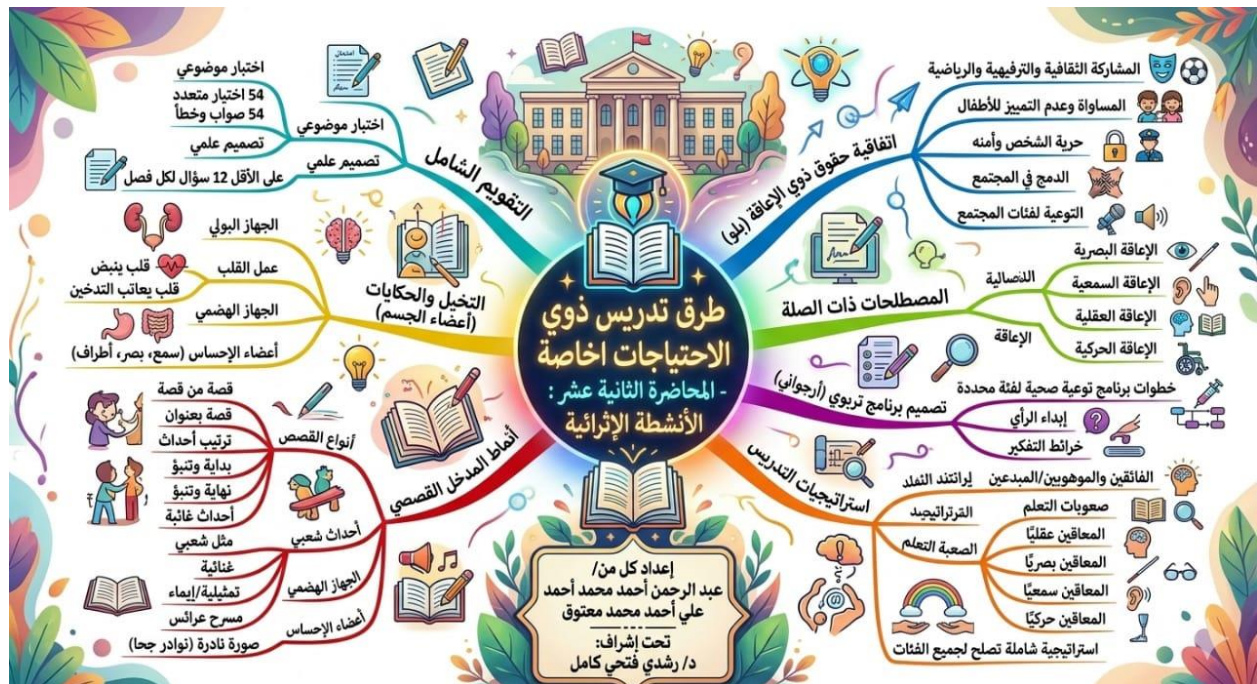 طرق تدريس ذوي
الاحتياجات اخاصة
- المحاضرة الثانية عشر :
الأنشطة الإثرائية
اتفاقية حقوق ذوي الإعاقة (بلو)
المشاركة الثقافية والترفيهية والرياضية
المساواة وعدم التمييز للأطفال
حرية الشخص وأمنه
الدمج في المجتمع
التوعية لفئات المجتمع
المصطلحات ذات الصلة
الإعاقة البصرية
الإعاقة السمعية
الإعاقة العقلية
الإعاقة
الإعاقة الحركية
تصميم برنامج تربوي (أرجواني)
خطوات برنامج توعية صحية لفئة محددة
إبداء الرأي
خرائط التفكير
استراتيجيات التدريس
الفائقين والموهوبين/المبدعين
صعوبات التعلم
الصعبة التعلم
المعاقين عقليًا
المعاقين بصريًا
المعاقين سمعيًا
المعاقين حركيًا
استراتيجية شاملة تصلح لجميع الفئات
التقويم الشامل
امتحان
اختبار موضوعي
اختبار موضوعي
54 اختبار متعدد
54 صواب وخطأ
تصميم علمي
تصميم علمي
على الأقل 12 سؤال لكل فصل
التخيل والحكايات
(أعضاء الجسم)
الجهاز البولي
عمل القلب
قلب ينبض
قلب يعاتب التدخين
الجهاز الهضمي
أعضاء الإحساس (سمع، بصر، أطراف)
أنماط المدخل القصصي
أنواع القصص
قصة من قصة
قصة بعنوان
ترتيب أحداث
بداية وتنبؤ
نهاية وتنبؤ
أحداث غائبة
أحداث شعبي
مثل شعبي
غنائية
الجهاز الهضمي
تمثيلية/إيماء
مسرح عرائس
أعضاء الإحساس
صورة نادرة (نوادر جحا)
إعداد كل من/
عبد الرحمن أحمد محمد أحمد
علي أحمد محمد معتوق
تحت إشراف:
د/ رشدي فتحي كامل